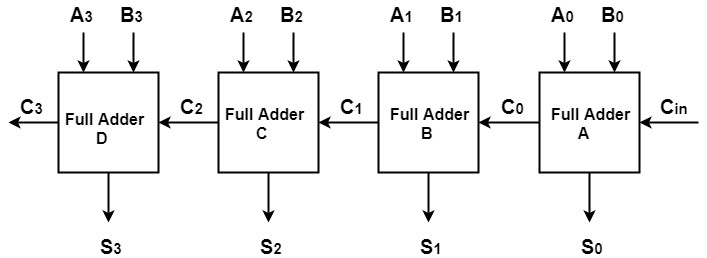 A3 B3 A2 B2 A1 B1 A0 B0
C3 C2 C1 C0 Cin
Full Adder D
Full Adder C
Full Adder B
Full Adder A
S3 S2 S1 S0